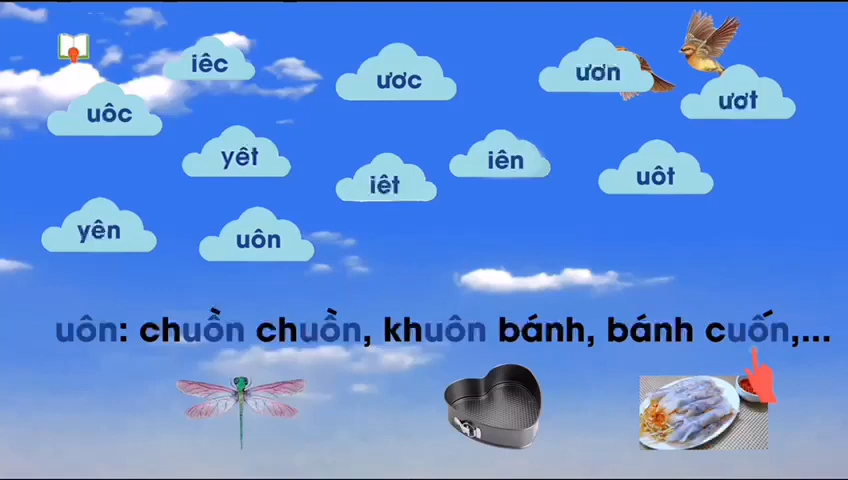 iêc
ươc
ươn
ươt
uôc
yêt
iêt
iên
uôt
yên
uôn
uôn: chuồn chuồn, khuôn bánh, bánh cuốn,...